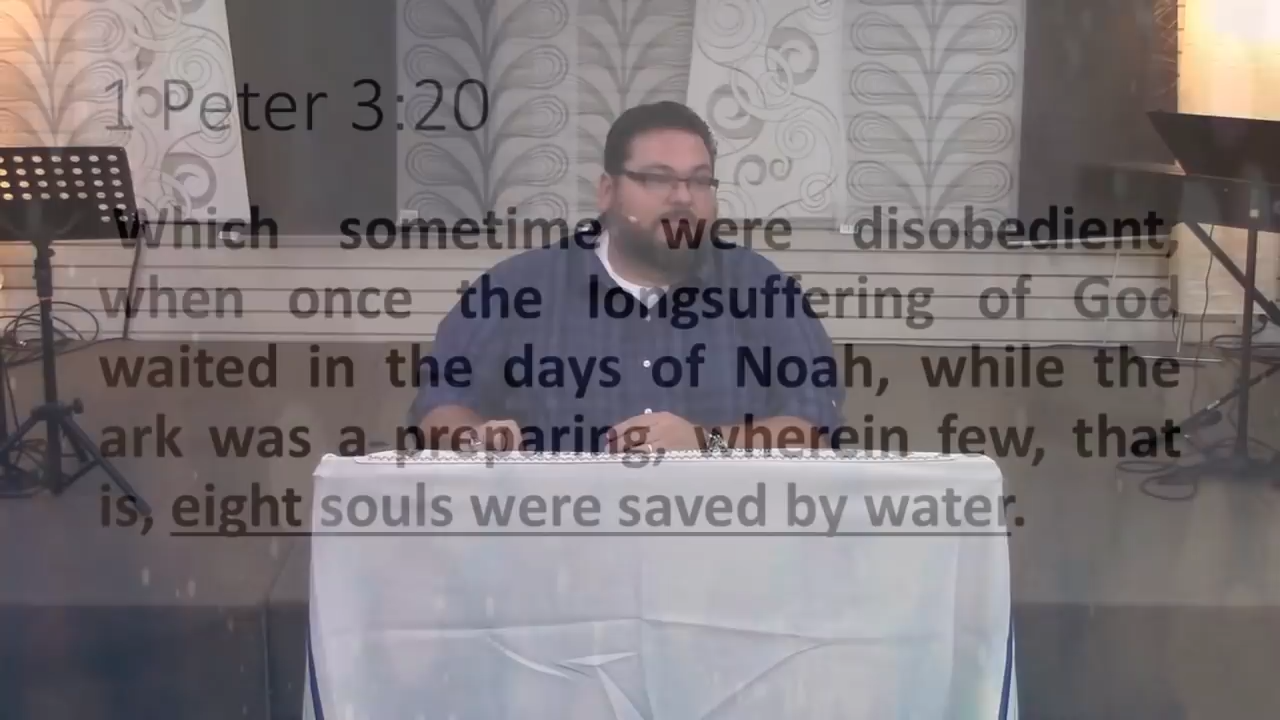 1 Peter 3:20
Which sometime were disobedient,
when once the longsuffering of God
waited in the days of Noah, while the
ark was a preparing, wherein few, that
is, eight souls were saved by water.